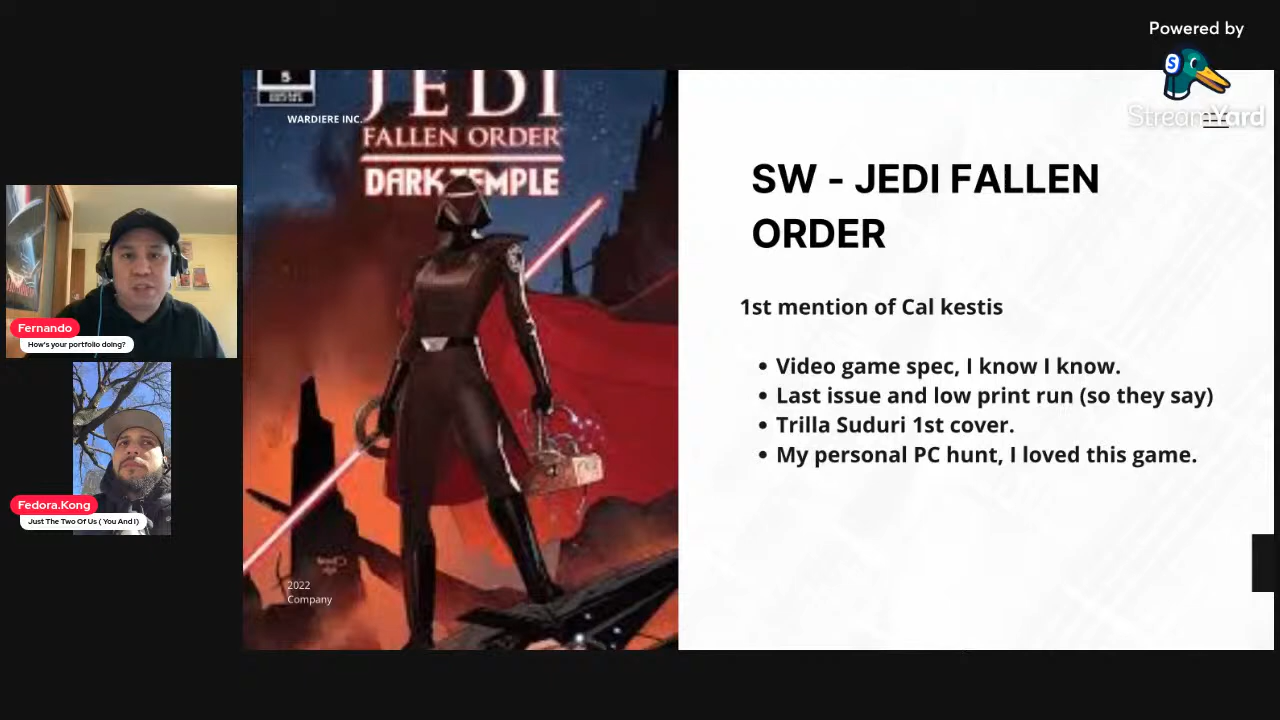 Powered by
S
StreamYard
5
JEDI
FALLEN ORDER
DARK TEMPLE
WARDIERE INC.
SW - JEDI FALLEN
ORDER
1st mention of Cal kestis
• Video game spec, I know I know.
• Last issue and low print run (so they say)
• Trilla Suduri 1st cover.
• My personal PC hunt, I loved this game.
Fernando
How's your portfolio doing?
Fedora.Kong
Just The Two Of Us ( You And I)
2022
Company